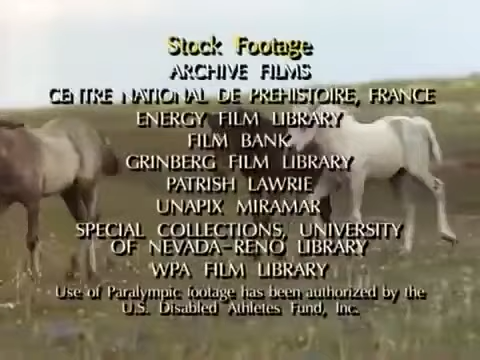 Stock Footage
ARCHIVE FILMS
CENTRE NATIONAL DE PREHISTOIRE, FRANCE
ENERGY FILM LIBRARY
FILM BANK
GRINBERG FILM LIBRARY
PATRISH LAWRIE
UNAPIX MIRAMAR
SPECIAL COLLECTIONS, UNIVERSITY
OF NEVADA-RENO LIBRARY
WPA FILM LIBRARY
Use of Paralympic footage has been authorized by the
U.S. Disabled Athletes Fund, Inc.